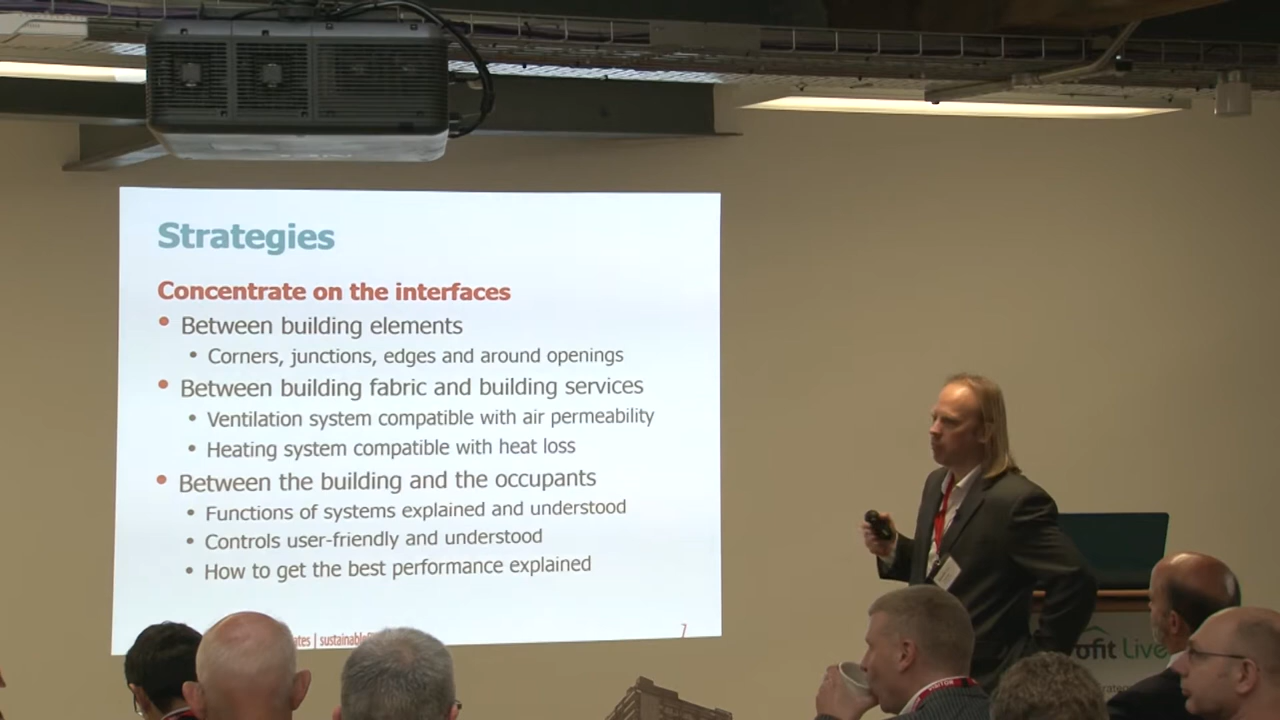 Strategies
Concentrate on the interfaces
• Between building elements
• Corners, junctions, edges and around openings
• Between building fabric and building services
• Ventilation system compatible with air permeability
• Heating system compatible with heat loss
• Between the building and the occupants
• Functions of systems explained and understood
• Controls user-friendly and understood
• How to get the best performance explained
7
ofit Live
VISITOR